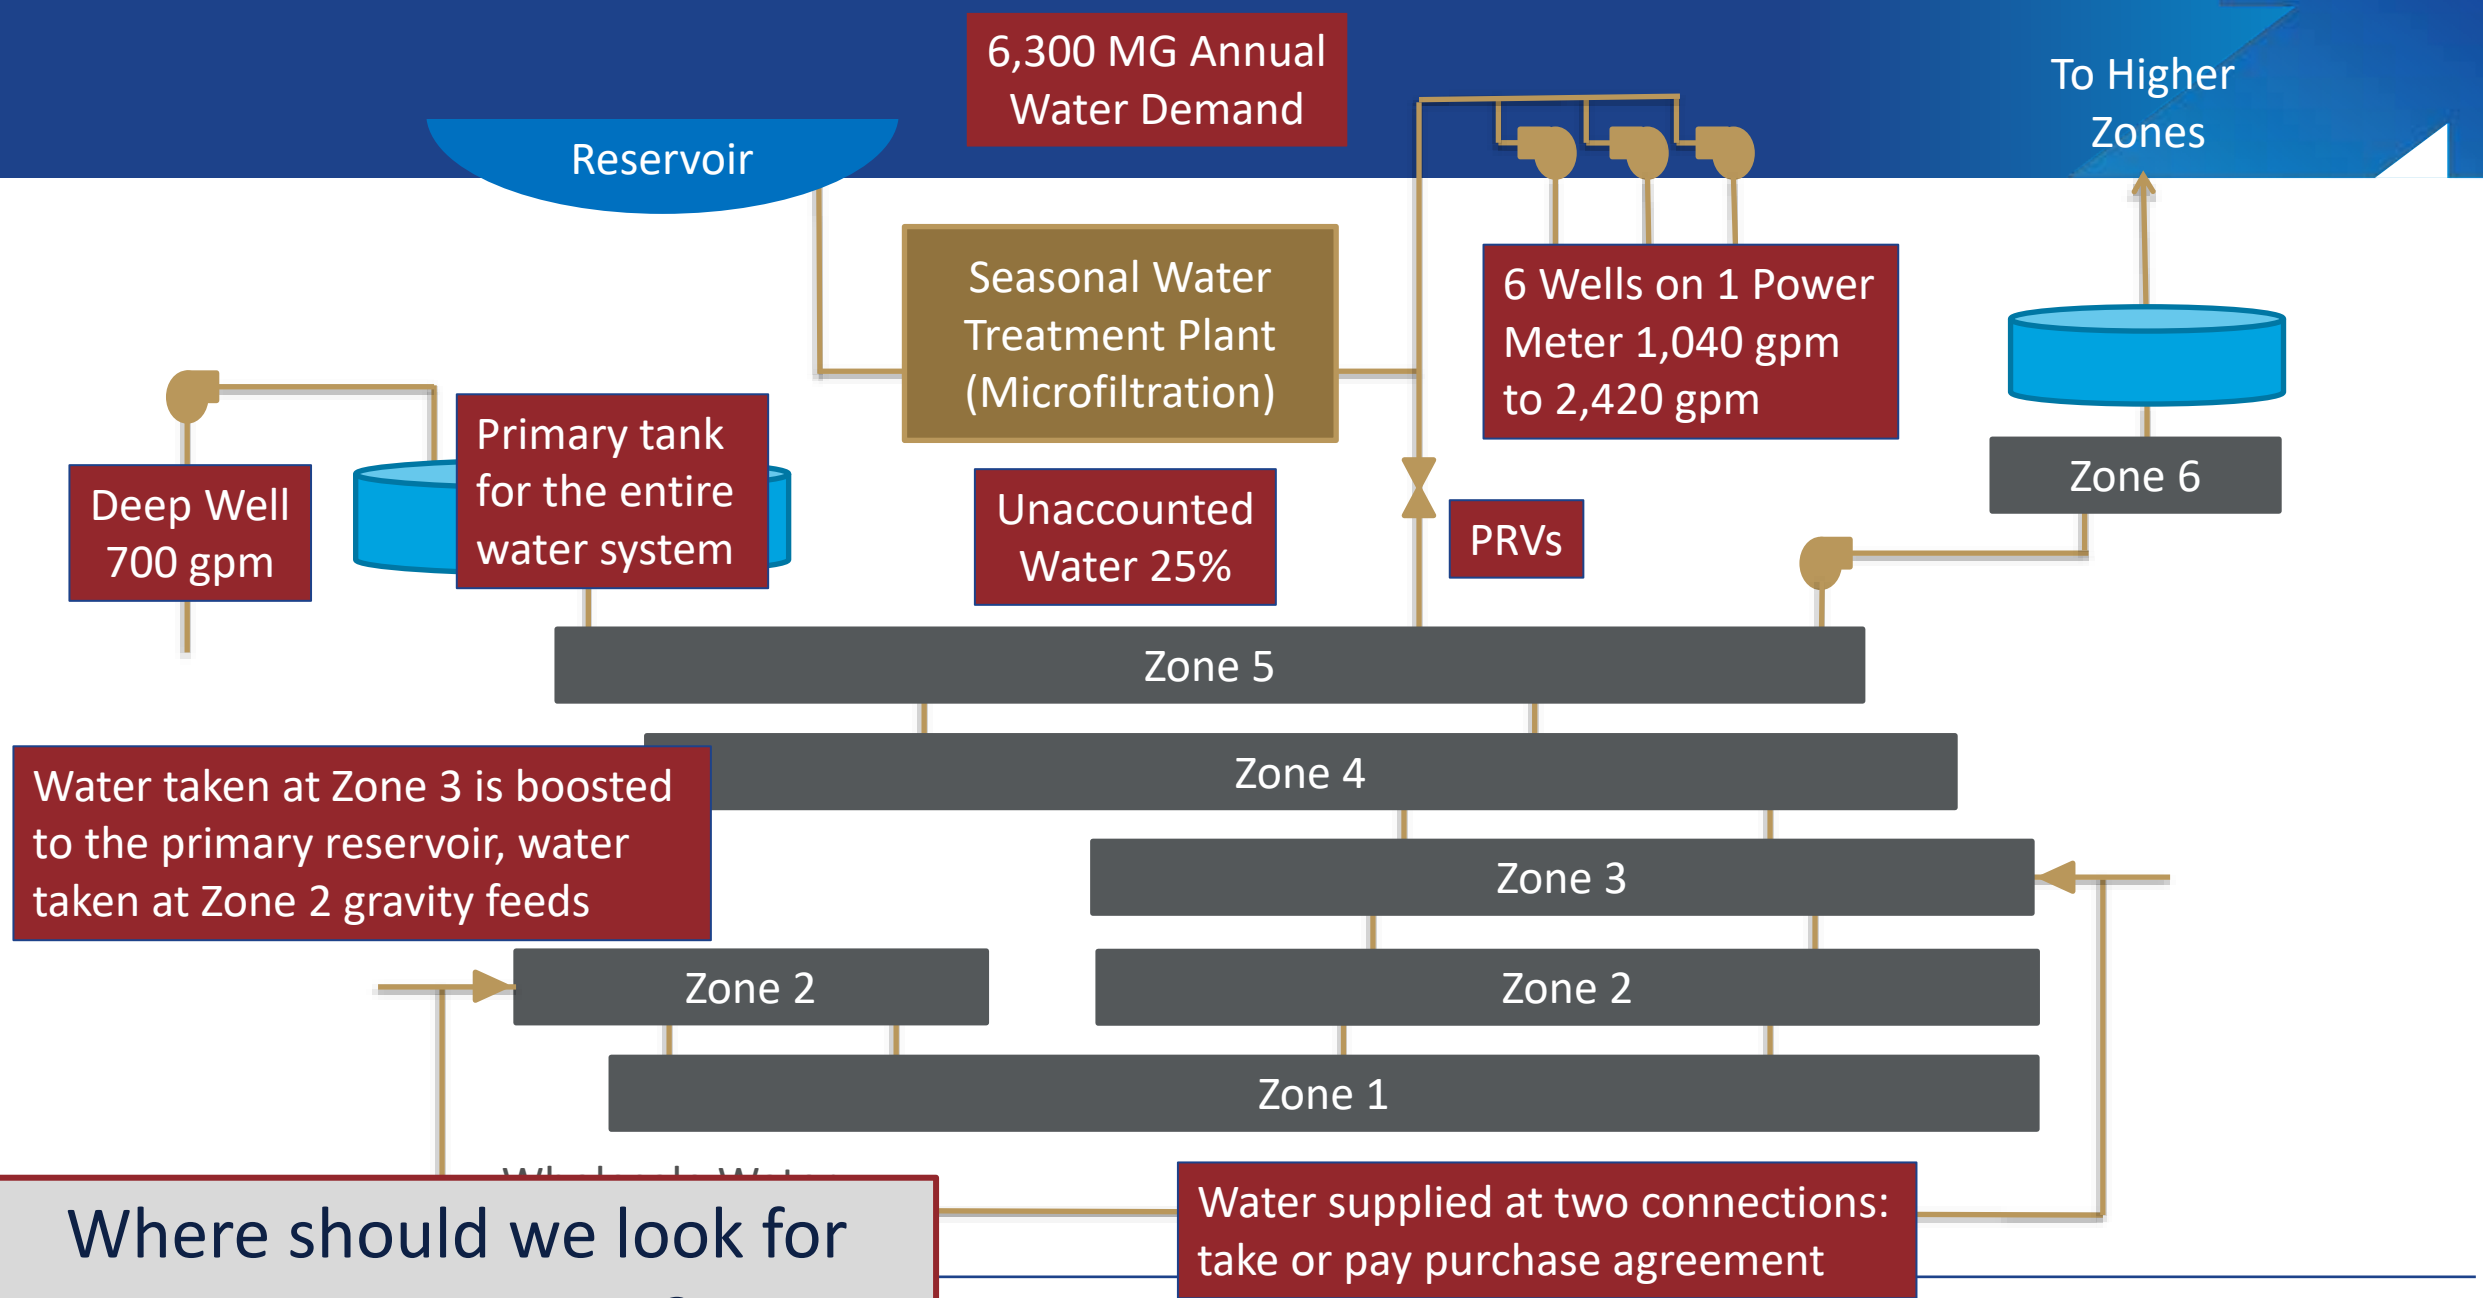 6,300 MG Annual
Water Demand
To Higher
Zones
Reservoir
Seasonal Water
Treatment Plant
(Microfiltration)
6 Wells on 1 Power
Meter 1,040 gpm
to 2,420 gpm
Primary tank
for the entire
water system
Deep Well
700 gpm
Unaccounted
Water 25%
PRVs
Zone 6
Zone 5
Zone 4
Water taken at Zone 3 is boosted
to the primary reservoir, water
taken at Zone 2 gravity feeds
Zone 3
Zone 2
Zone 2
Zone 1
Where should we look for
Water supplied at two connections:
take or pay purchase agreement